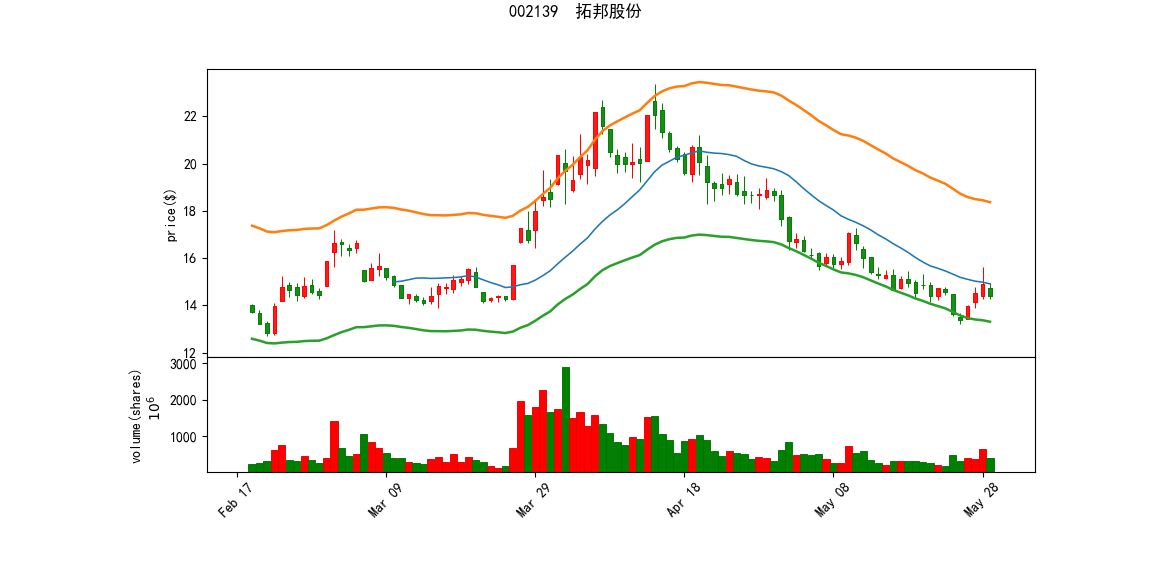 002139 拓邦股份
price($)
22
20
18
16
14
12
volume(shares)
10^6
3000
2000
1000
Feb 17
Mar 09
Mar 29
Apr 18
May 08
May 28